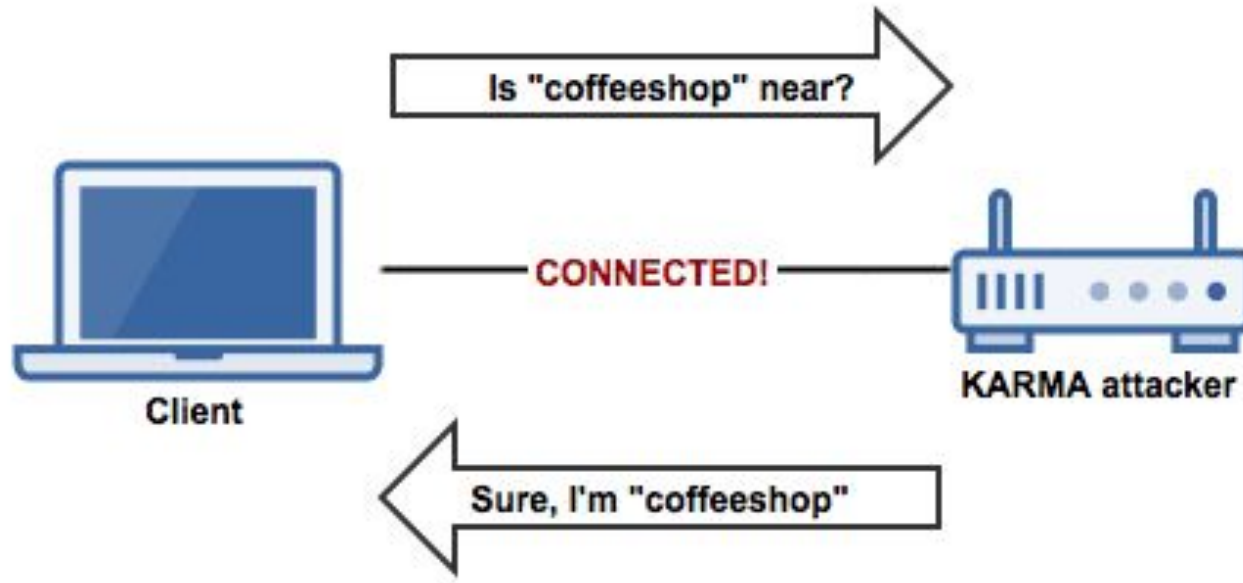 Is "coffeeshop" near?
CONNECTED!
Client
KARMA attacker
Sure, I'm "coffeeshop"